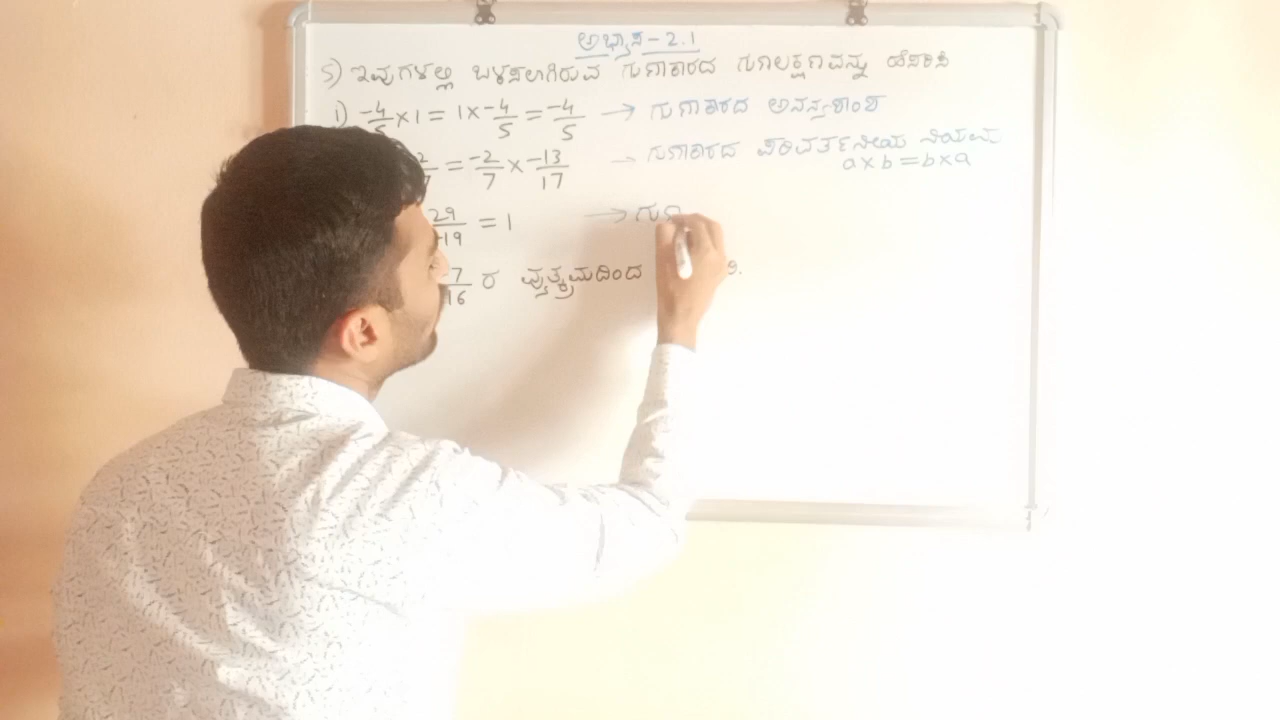 ಅಭ್ಯಾಸ - 2.1
5) ಇವುಗಳಲ್ಲಿ ಬಳಸಲಾಗಿರುವ ಗುಣಾಕಾರದ ಗುಣಲಕ್ಷಣವನ್ನು ಹೆಸರಿಸಿ
1) -4/5 × 1 = 1 × -4/5 = -4/5 → ಗುಣಾಕಾರದ ಅನನ್ಯತಾಂಶ
2/7 = -2/7 × -13/17 → ಗುಣಾಕಾರದ ಪರಿವರ್ತನೀಯ ನಿಯಮ
a×b = b×a
29/-19 = 1 → ಗುಣ
7/16 ರ ವ್ಯುತ್ಕ್ರಮದಿಂದ